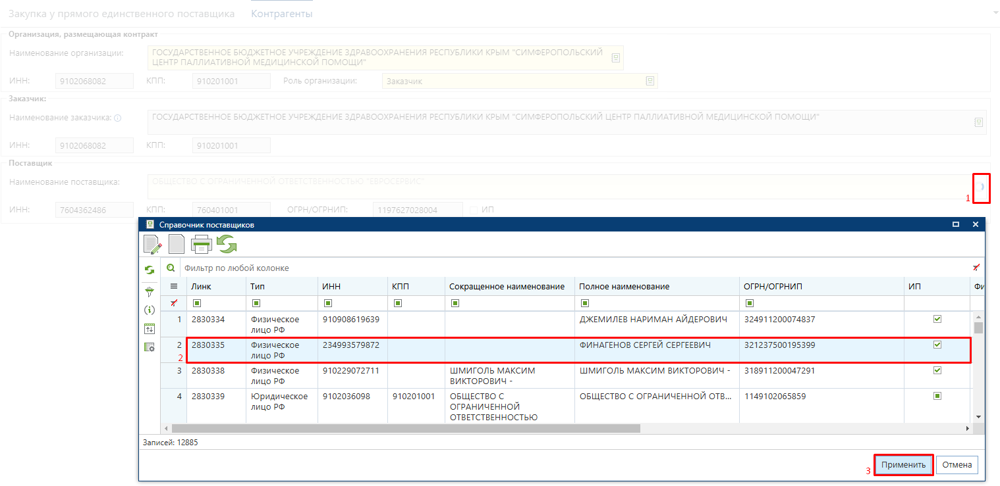 Закупка у прямого единственного поставщика Контрагенты
Организация, размещающая контракт
Наименование организации: ГОСУДАРСТВЕННОЕ БЮДЖЕТНОЕ УЧРЕЖДЕНИЕ ЗДРАВООХРАНЕНИЯ РЕСПУБЛИКИ КРЫМ "СИМФЕРОПОЛЬСКИЙ
ЦЕНТР ПАЛЛИАТИВНОЙ МЕДИЦИНСКОЙ ПОМОЩИ"
ИНН: 9102068082 КПП: 910201001 Роль организации: Заказчик
Заказчик:
Наименование заказчика: ГОСУДАРСТВЕННОЕ БЮДЖЕТНОЕ УЧРЕЖДЕНИЕ ЗДРАВООХРАНЕНИЯ РЕСПУБЛИКИ КРЫМ "СИМФЕРОПОЛЬСКИЙ ЦЕНТР ПАЛЛИАТИВНОЙ МЕДИЦИНСКОЙ ПОМОЩИ"
ИНН: 9102068082 КПП: 910201001
Поставщик
Наименование поставщика: ОБЩЕСТВО С ОГРАНИЧЕННОЙ ОТВЕТСТВЕННОСТЬЮ "ЕВРОСЕРВИС"
1
ИНН: 7604362486 КПП: 760401001 ОГРН/ОГРНИП: 1197627028004 ИП
Справочник поставщиков
Фильтр по любой колонке
Линк Тип ИНН КПП Сокращенное наименование Полное наименование ОГРН/ОГРНИП ИП Фи
1 2830334 Физическое 910908619639 ДЖЕМИЛЕВ НАРИМАН АЙДЕРОВИЧ 324911200074837
лицо РФ
2 2830335 Физическое 234993579872 ФИНАГЕНОВ СЕРГЕЙ СЕРГЕЕВИЧ 321237500195399
2 лицо РФ
3 2830338 Физическое 910229072711 ШМИГОЛЬ МАКСИМ ШМИГОЛЬ МАКСИМ ВИКТОРОВИЧ - 318911200047291
лицо РФ ВИКТОРОВИЧ -
4 2830339 Юридическое 9102036098 910201001 ОБЩЕСТВО С ОБЩЕСТВО С ОГРАНИЧЕННОЙ ОТВ... 1149102065859
лицо РФ ОГРАНИЧЕННОЙ
ОТВЕТСТВЕННОСТЬЮ
Записей: 12885
3 Применить Отмена